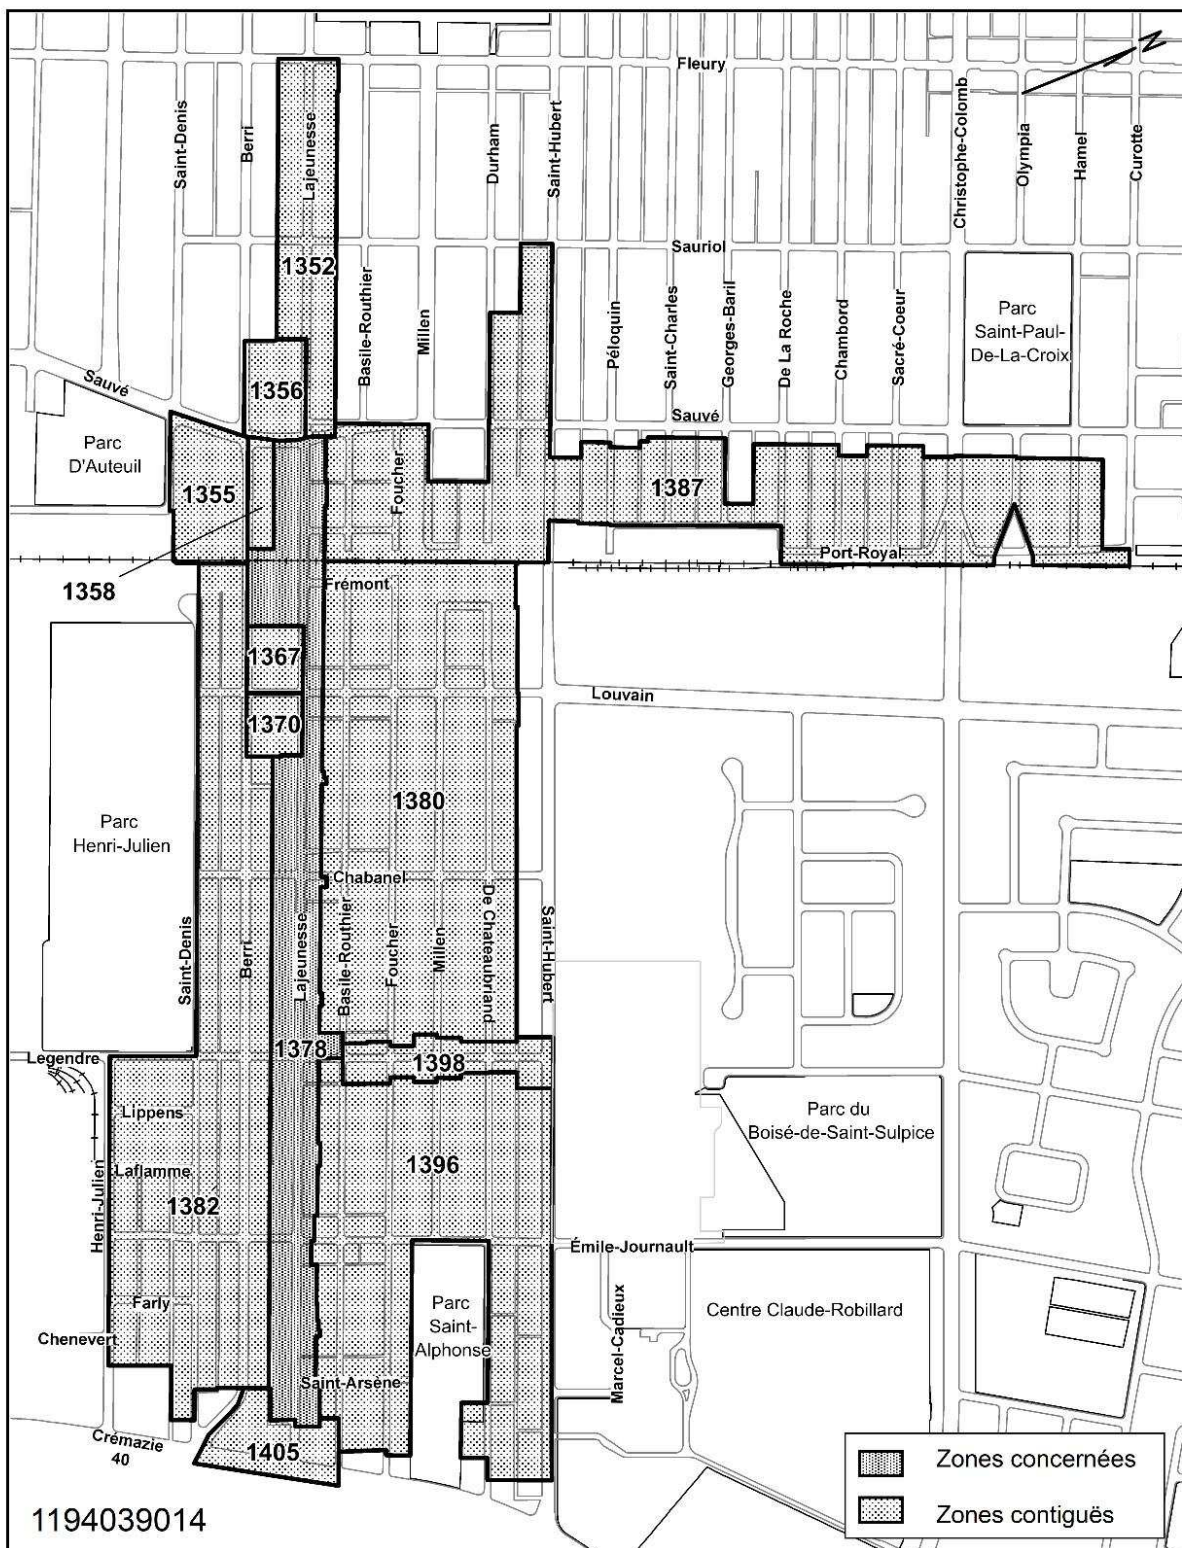 Fleury
Saint-Denis
Berri
Lajeunesse
Durham
Saint-Hubert
Christophe-Colomb
Olympia
Hamel
Curotte
N
Sauriol
1352
Basile-Routhier
Millen
Péloquin
Saint-Charles
Georges-Baril
De La Roche
Chambord
Sacré-Coeur
Parc
Saint-Paul-
De-La-Croix
Sauvé
1356
Sauvé
Parc
D'Auteuil
1355
Foucher
1387
Port-Royal
1358
Frémont
1367
Louvain
1370
1380
Parc
Henri-Julien
Chabanel
Saint-Denis
Berri
Lajeunesse
Basile-Routhier
Foucher
Millen
De Chateaubriand
Saint-Hubert
1378
1398
Legendre
Lippens
Parc du
Boisé-de-Saint-Sulpice
Laflamme
1396
Henri-Julien
1382
Émile-Journault
Farly
Parc
Saint-
Alphonse
Marcel-Cadieux
Centre Claude-Robillard
Chenevert
Saint-Arsène
Crémazie
40
1405
Zones concernées
Zones contiguës
1194039014